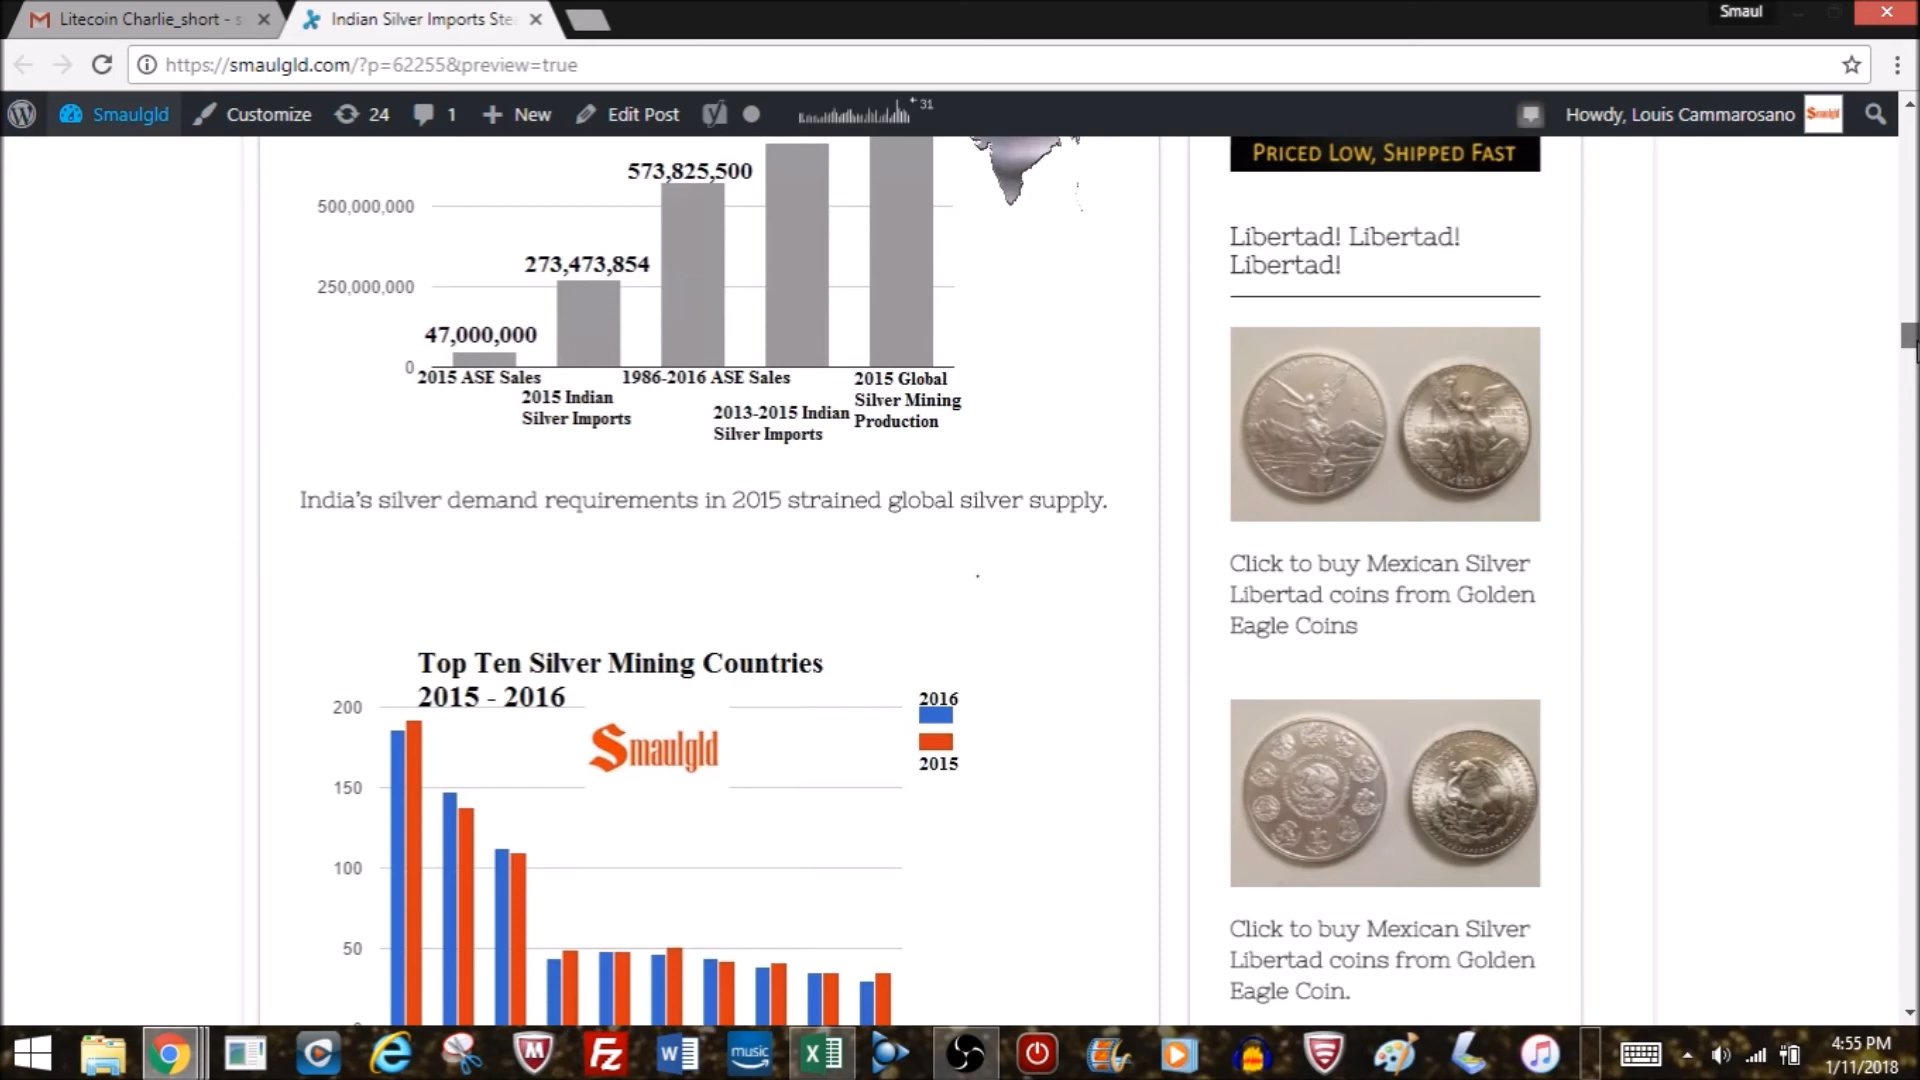 Litecoin Charlie_short - s
Indian Silver Imports Ste
Smaul
https://smaulgld.com/?p=62255&preview=true
Smaulgld
Customize
24
1
New
Edit Post
31
Howdy, Louis Cammarosano
Smaulgld
573,825,500
500,000,000
273,473,854
250,000,000
47,000,000
0
2015 ASE Sales
2015 Indian
Silver Imports
1986-2016 ASE Sales
2013-2015 Indian
Silver Imports
2015 Global
Silver Mining
Production
India's silver demand requirements in 2015 strained global silver supply.
Top Ten Silver Mining Countries
2015 - 2016
200
150
100
50
Smaulgld
2016
2015
PRICED LOW, SHIPPED FAST
Libertad! Libertad!
Libertad!
Click to buy Mexican Silver
Libertad coins from Golden
Eagle Coins
Click to buy Mexican Silver
Libertad coins from Golden
Eagle Coin.
music
4:55 PM
1/11/2018